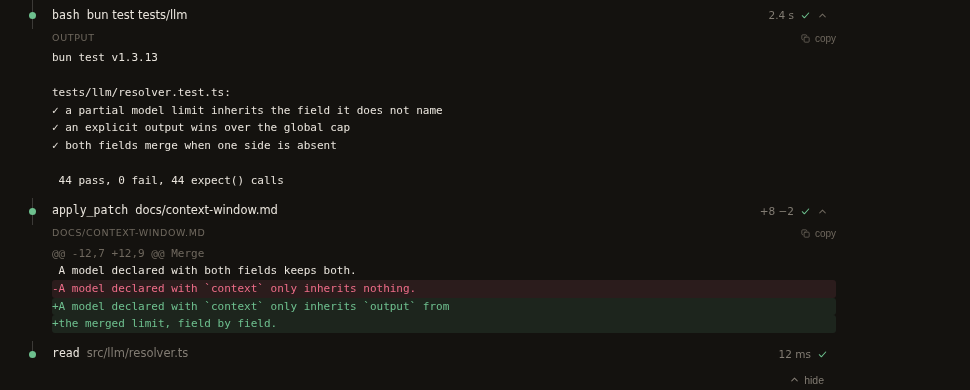 bash bun test tests/llm 2.4 s ✓
OUTPUT copy
bun test v1.3.13
tests/llm/resolver.test.ts:
✓ a partial model limit inherits the field it does not name
✓ an explicit output wins over the global cap
✓ both fields merge when one side is absent
44 pass, 0 fail, 44 expect() calls
apply_patch docs/context-window.md +8 −2 ✓
DOCS/CONTEXT-WINDOW.MD copy
@@ -12,7 +12,9 @@ Merge
A model declared with both fields keeps both.
-A model declared with `context` only inherits nothing.
+A model declared with `context` only inherits `output` from
+the merged limit, field by field.
read src/llm/resolver.ts 12 ms ✓
hide